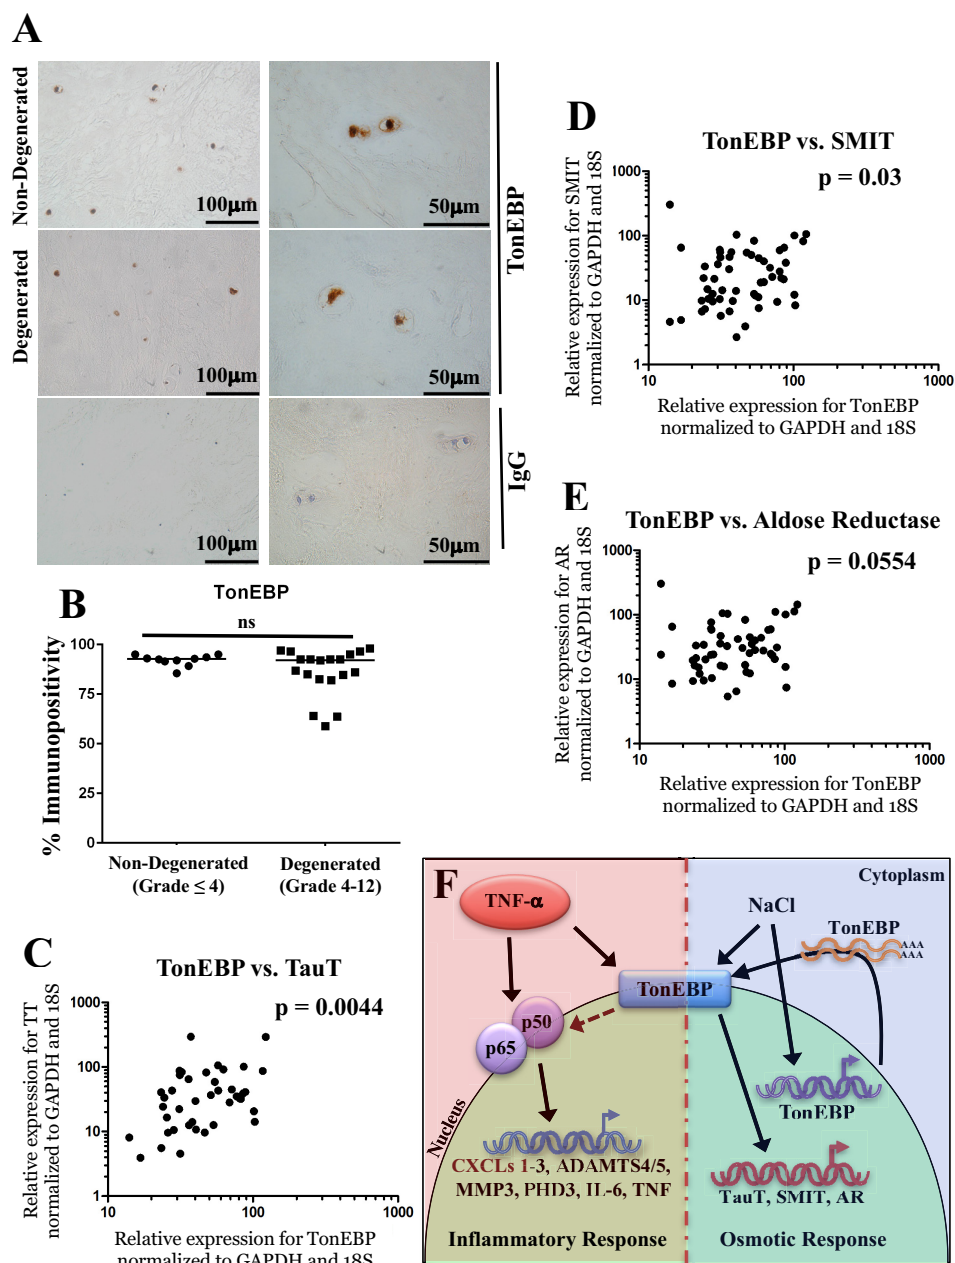 A
Non-Degenerated
100µm
50µm
TonEBP
Degenerated
100µm
50µm
100µm
50µm
IgG
B
TonEBP
ns
% Immunopositivity
100
75
50
25
0
Non-Degenerated
(Grade ≤ 4)
Degenerated
(Grade 4-12)
C
TonEBP vs. TauT
p = 0.0044
Relative expression for TT
normalized to GAPDH and 18S
1000
100
10
1
10
100
1000
Relative expression for TonEBP
normalized to GAPDH and 18S
D
TonEBP vs. SMIT
p = 0.03
Relative expression for SMIT
normalized to GAPDH and 18S
1000
100
10
1
10
100
1000
Relative expression for TonEBP
normalized to GAPDH and 18S
E
TonEBP vs. Aldose Reductase
p = 0.0554
Relative expression for AR
normalized to GAPDH and 18S
1000
100
10
1
10
100
1000
Relative expression for TonEBP
normalized to GAPDH and 18S
F
Cytoplasm
TNF-α
NaCl
TonEBP
AAA
AAA
TonEBP
p50
p65
Nucleus
TonEBP
CXCLs 1-3, ADAMTS4/5,
MMP3, PHD3, IL-6, TNF
TauT, SMIT, AR
Inflammatory Response
Osmotic Response